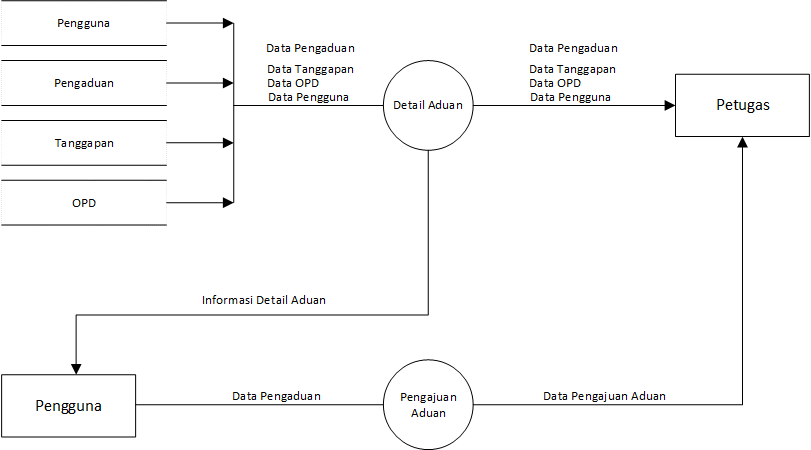 Pengguna
Pengaduan
Tanggapan
OPD
Data Pengaduan
Data Tanggapan
Data OPD
Data Pengguna
Detail Aduan
Data Pengaduan
Data Tanggapan
Data OPD
Data Pengguna
Petugas
Informasi Detail Aduan
Pengguna
Data Pengaduan
Pengajuan
Aduan
Data Pengajuan Aduan